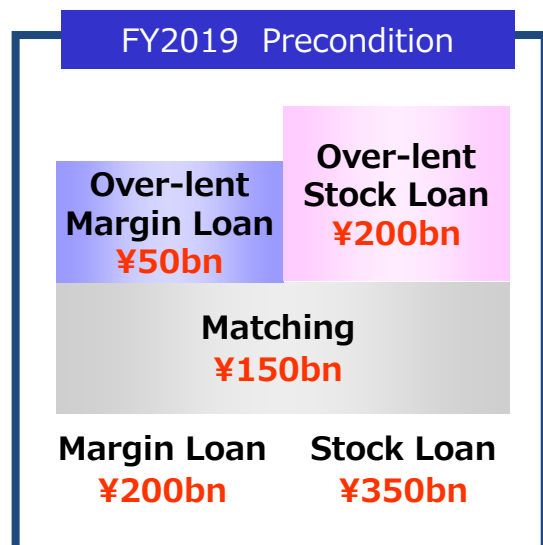 FY2019 Precondition
Over-lent
Margin Loan
¥50bn
Over-lent
Stock Loan
¥200bn
Matching
¥150bn
Margin Loan
¥200bn
Stock Loan
¥350bn